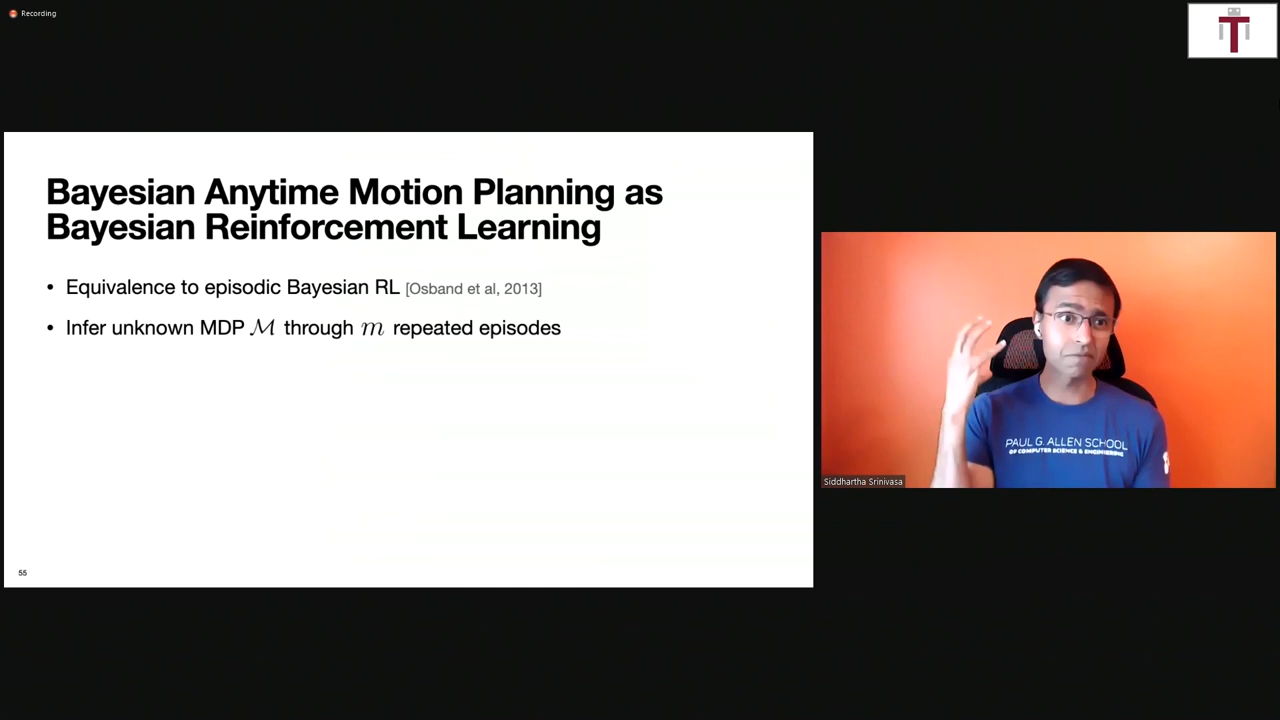 Recording
T
Bayesian Anytime Motion Planning as
Bayesian Reinforcement Learning
• Equivalence to episodic Bayesian RL [Osband et al, 2013]
• Infer unknown MDP ℳ through m repeated episodes
55
PAUL G. ALLEN SCHOOL
OF COMPUTER SCIENCE & ENGINEERING
Siddhartha Srinivasa